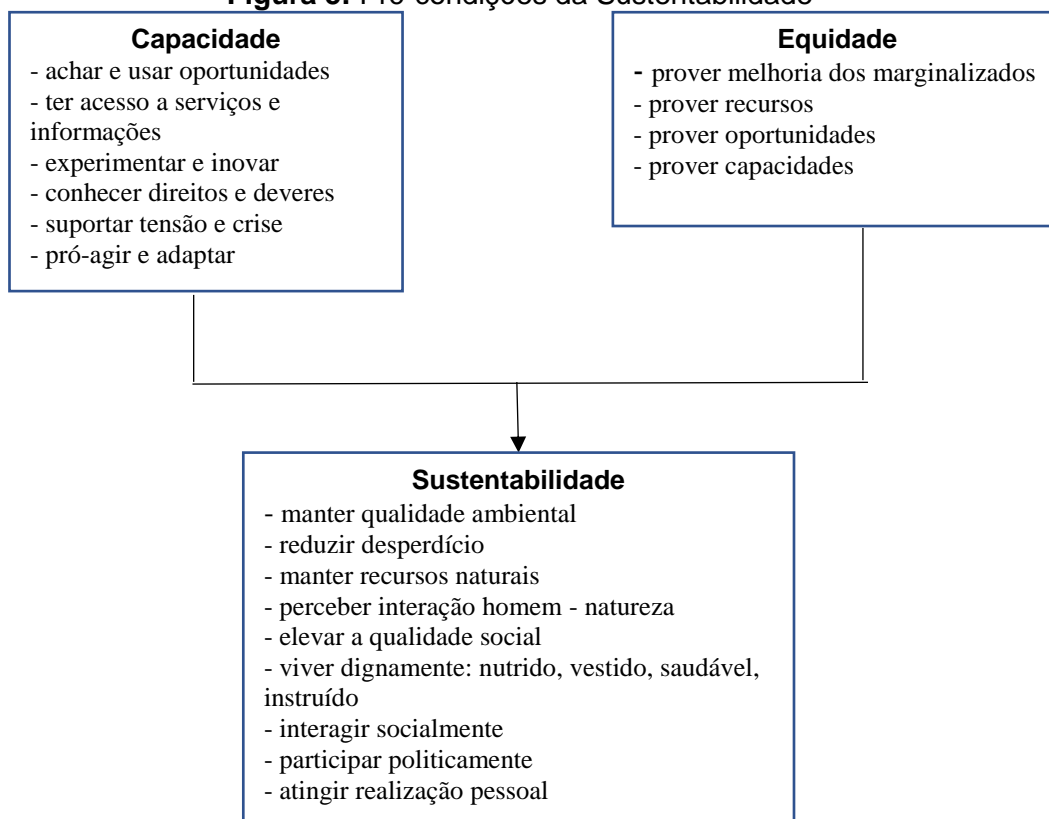 Sustentabilidade
Capacidade
- achar e usar oportunidades
- ter acesso a serviços e
informações
- experimentar e inovar
- conhecer direitos e deveres
- suportar tensão e crise
- pró-agir e adaptar
Equidade
- prover melhoria dos marginalizados
- prover recursos
- prover oportunidades
- prover capacidades
Sustentabilidade
- manter qualidade ambiental
- reduzir desperdício
- manter recursos naturais
- perceber interação homem - natureza
- elevar a qualidade social
- viver dignamente: nutrido, vestido, saudável,
instruído
- interagir socialmente
- participar politicamente
- atingir realização pessoal